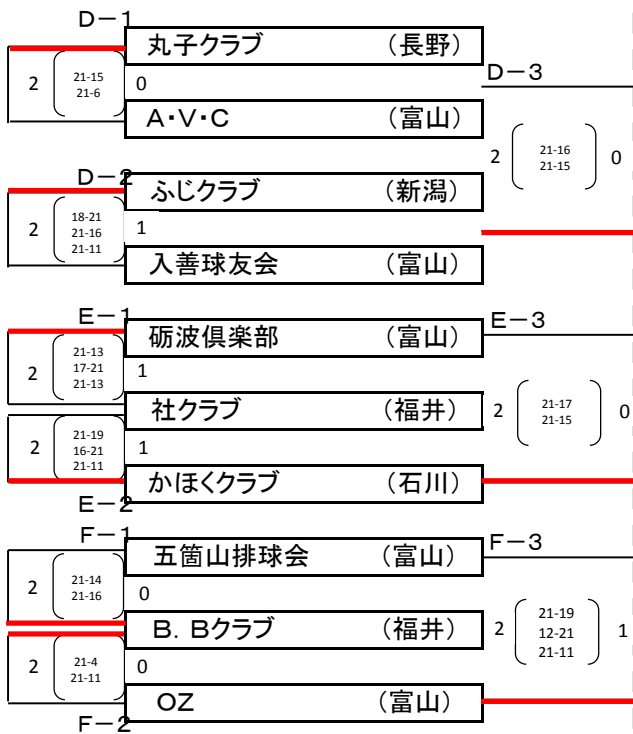 D-1
丸子クラブ （長野）
D-3
2 21-15 0
21-6
A・V・C （富山）
2 21-16 0
21-15
D-2
ふじクラブ （新潟）
18-21
2 21-16 1
21-11
入善球友会 （富山）
E-1
砺波倶楽部 （富山）
E-3
21-13
2 17-21 1
21-13
社クラブ （福井）
2 21-17 0
21-15
21-19
2 16-21 1
21-11
かほくクラブ （石川）
E-2
F-1
五箇山排球会 （富山）
F-3
2 21-14 0
21-16
B. Bクラブ （福井）
21-19
2 12-21 1
21-11
2 21-4 0
21-11
OZ （富山）
F-2